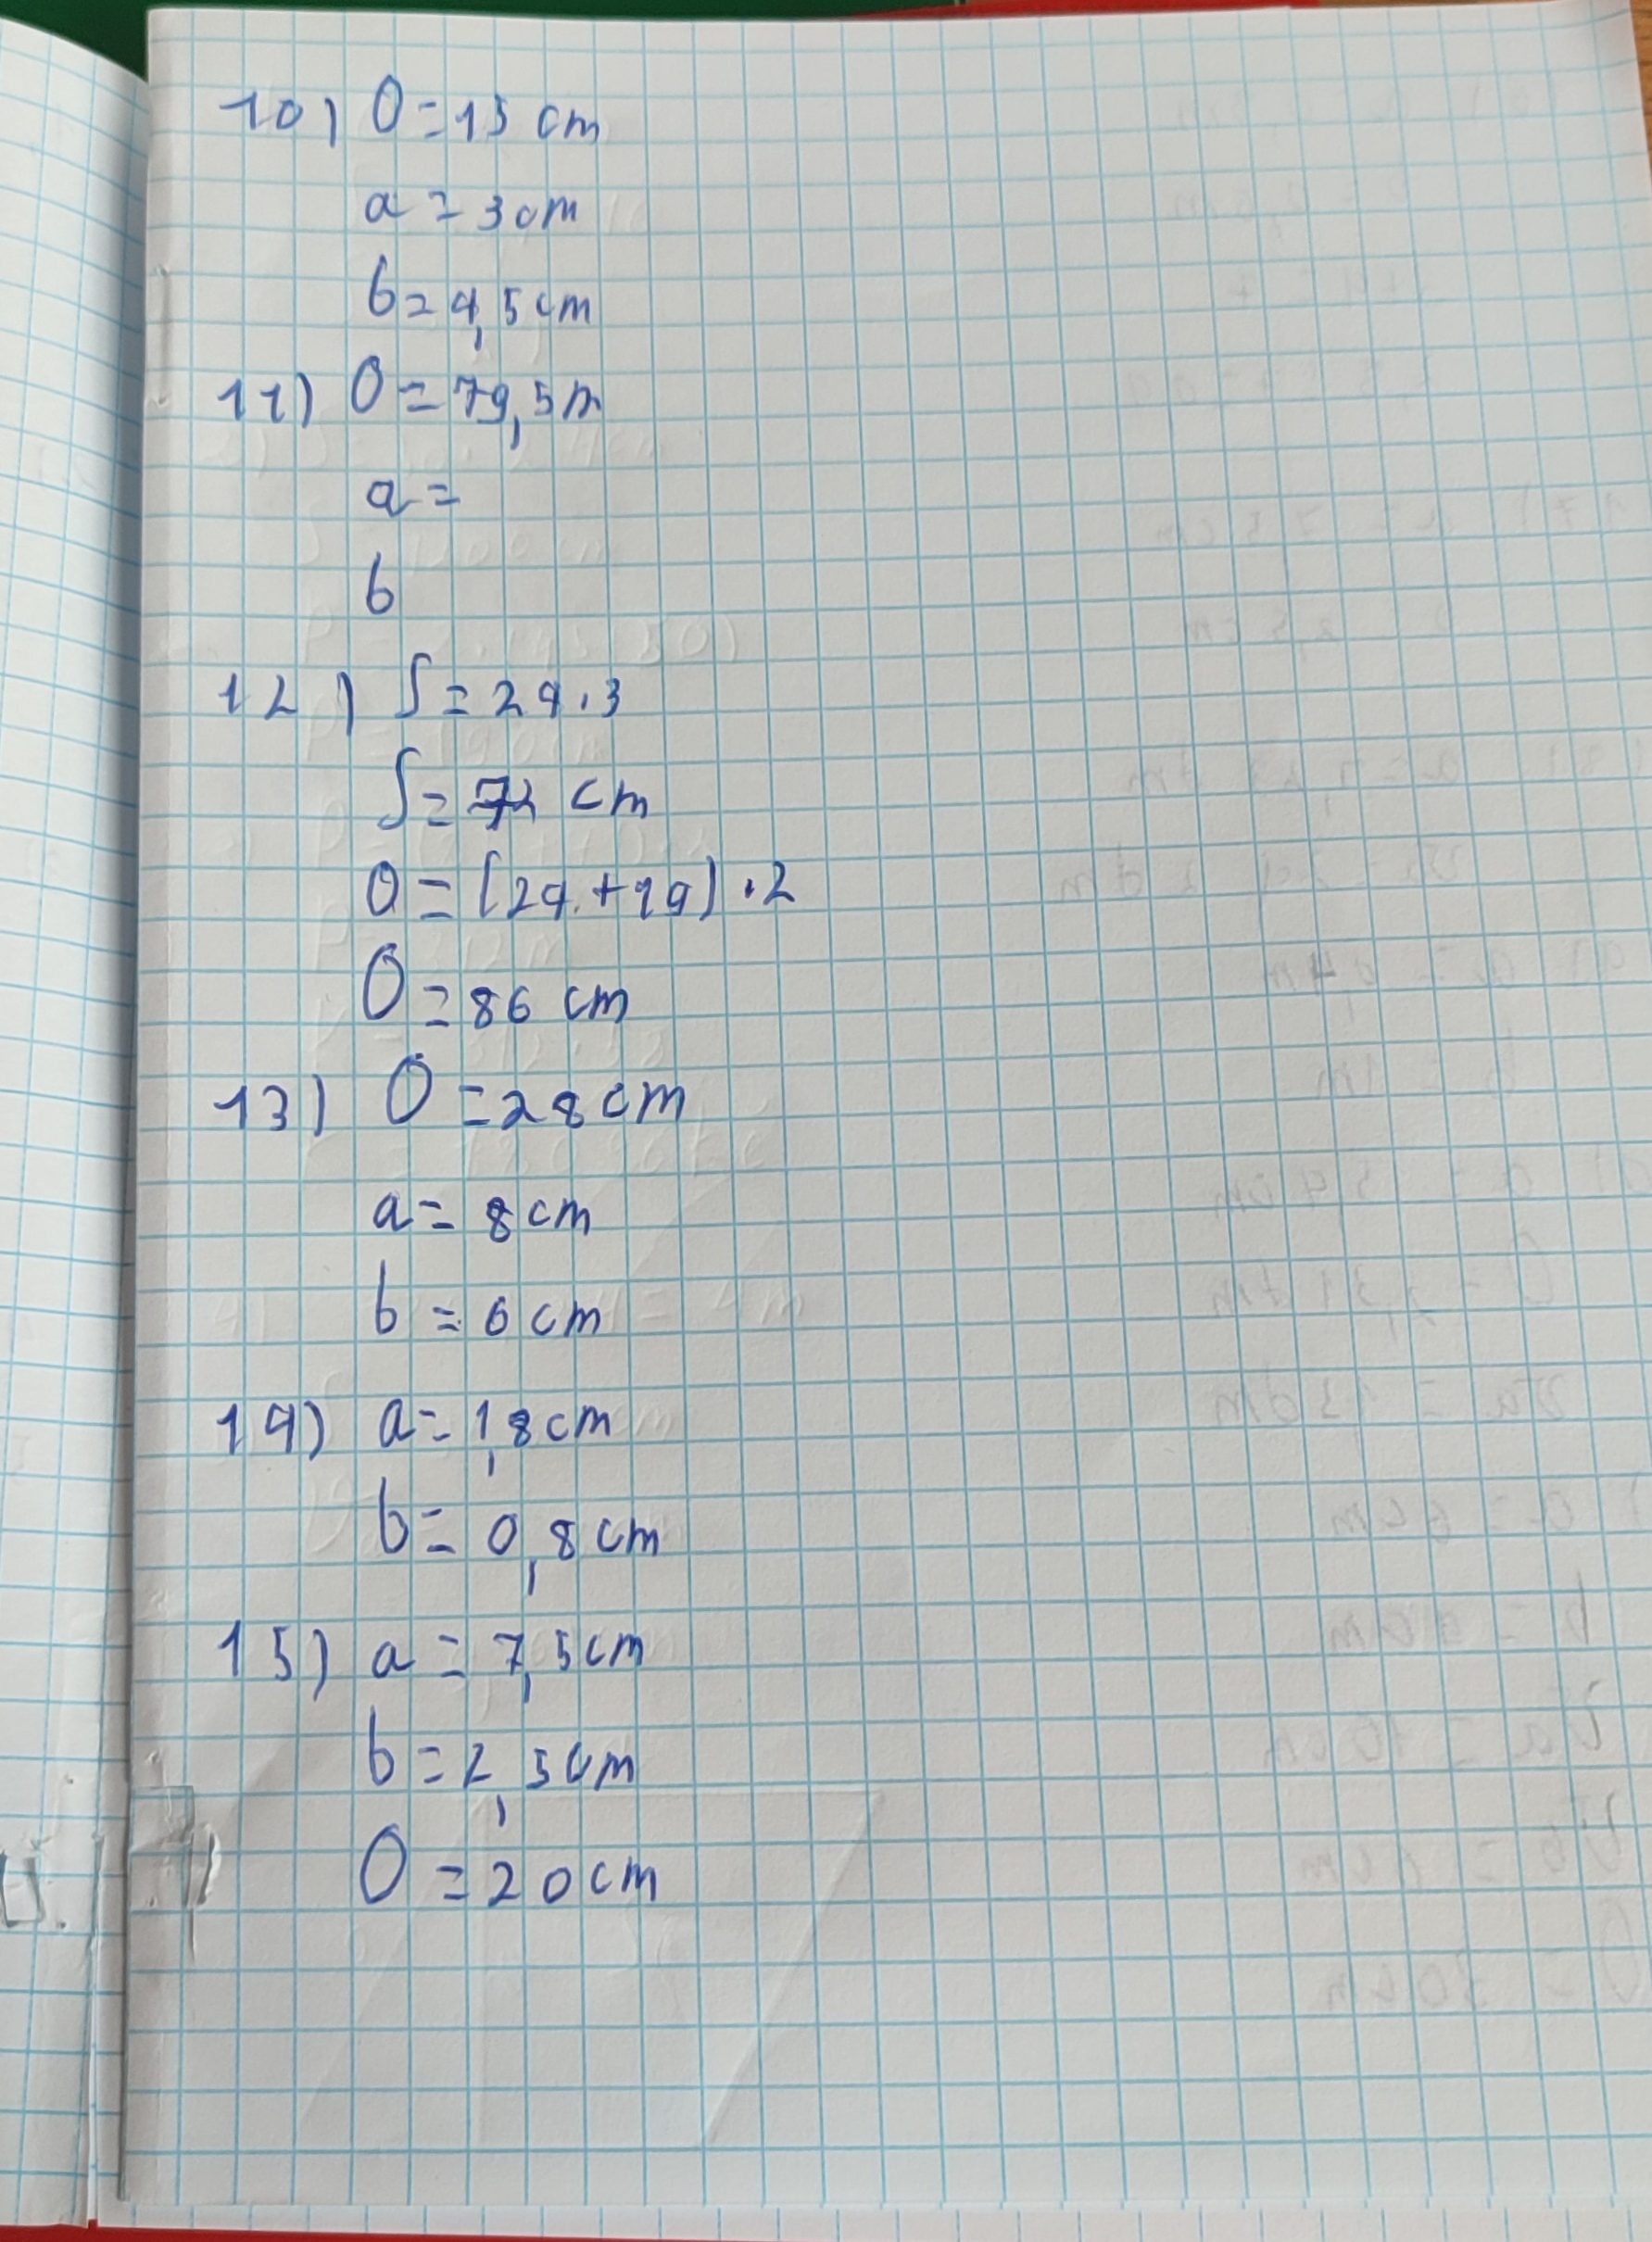 10) O = 15 cm
a = 3 cm
b = 4,5 cm
11) O = 79,5 m
a =
b
12) S = 24 . 3
S = 72 cm
O = (24 + 19) . 2
O = 86 cm
13) O = 28 cm
a = 8 cm
b = 6 cm
14) a = 1,8 cm
b = 0,8 cm
15) a = 7,5 cm
b = 2,5 cm
O = 20 cm